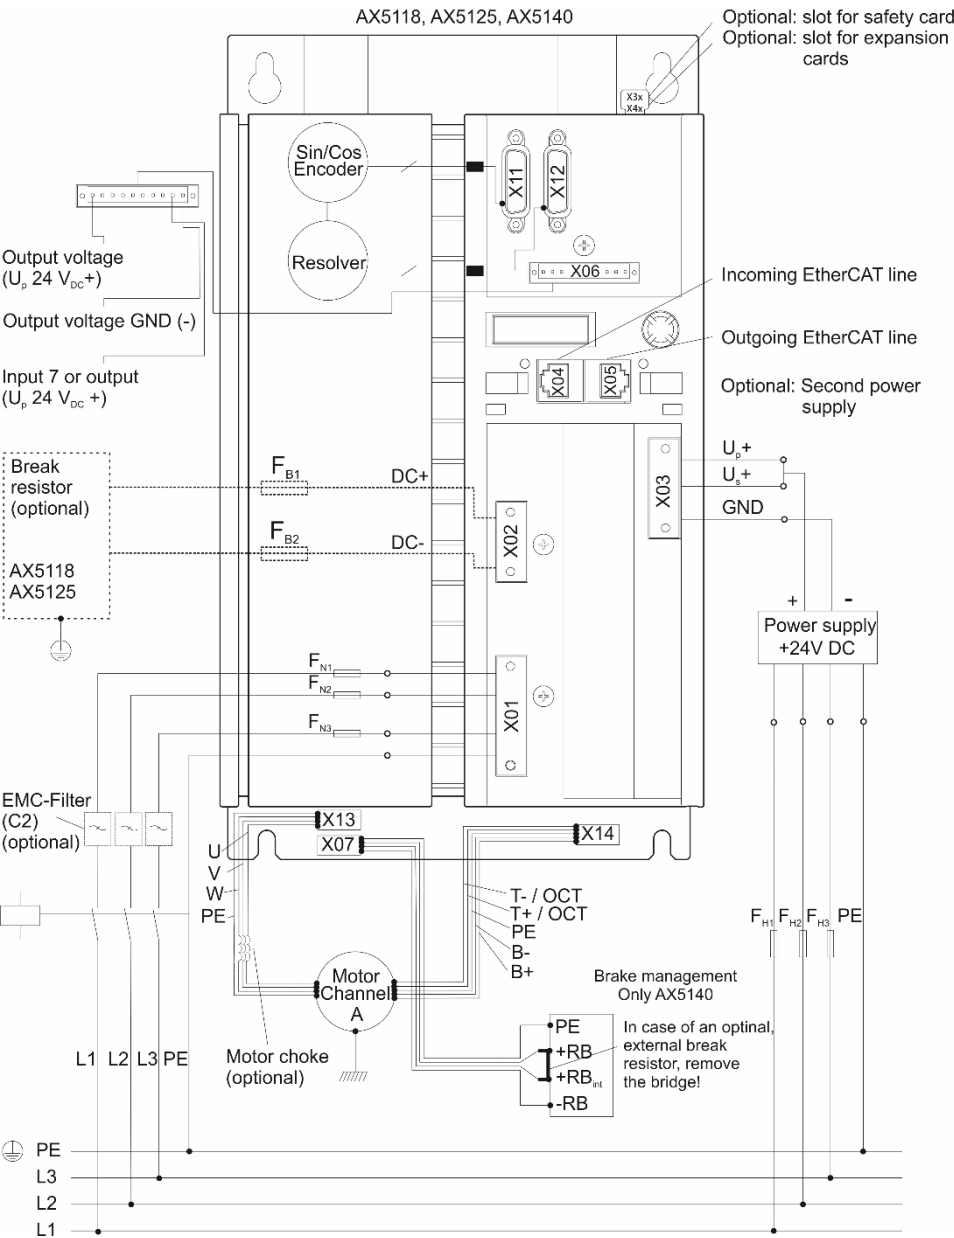 AX5118, AX5125, AX5140
Optional: slot for safety card
Optional: slot for expansion
cards
X3x
X4x
Sin/Cos
Encoder
X11
X12
Resolver
X06
Output voltage
(Up 24 VDC+)
Output voltage GND (-)
Input 7 or output
(Up 24 VDC +)
Incoming EtherCAT line
Outgoing EtherCAT line
X04
X05
Optional: Second power
supply
Break
resistor
(optional)
AX5118
AX5125
FB1
DC+
FB2
DC-
X02
X03
Up+
Us+
GND
+ -
Power supply
+24V DC
FN1
FN2
FN3
X01
EMC-Filter
(C2)
(optional)
X13
X07
X14
U
V
W
PE
T- / OCT
T+ / OCT
PE
B-
B+
FH1 FH2 FH3 PE
Motor
Channel
A
Brake management
Only AX5140
PE
+RB
+RBint
-RB
In case of an optinal,
external break
resistor, remove
the bridge!
L1 L2 L3 PE
Motor choke
(optional)
PE
L3
L2
L1